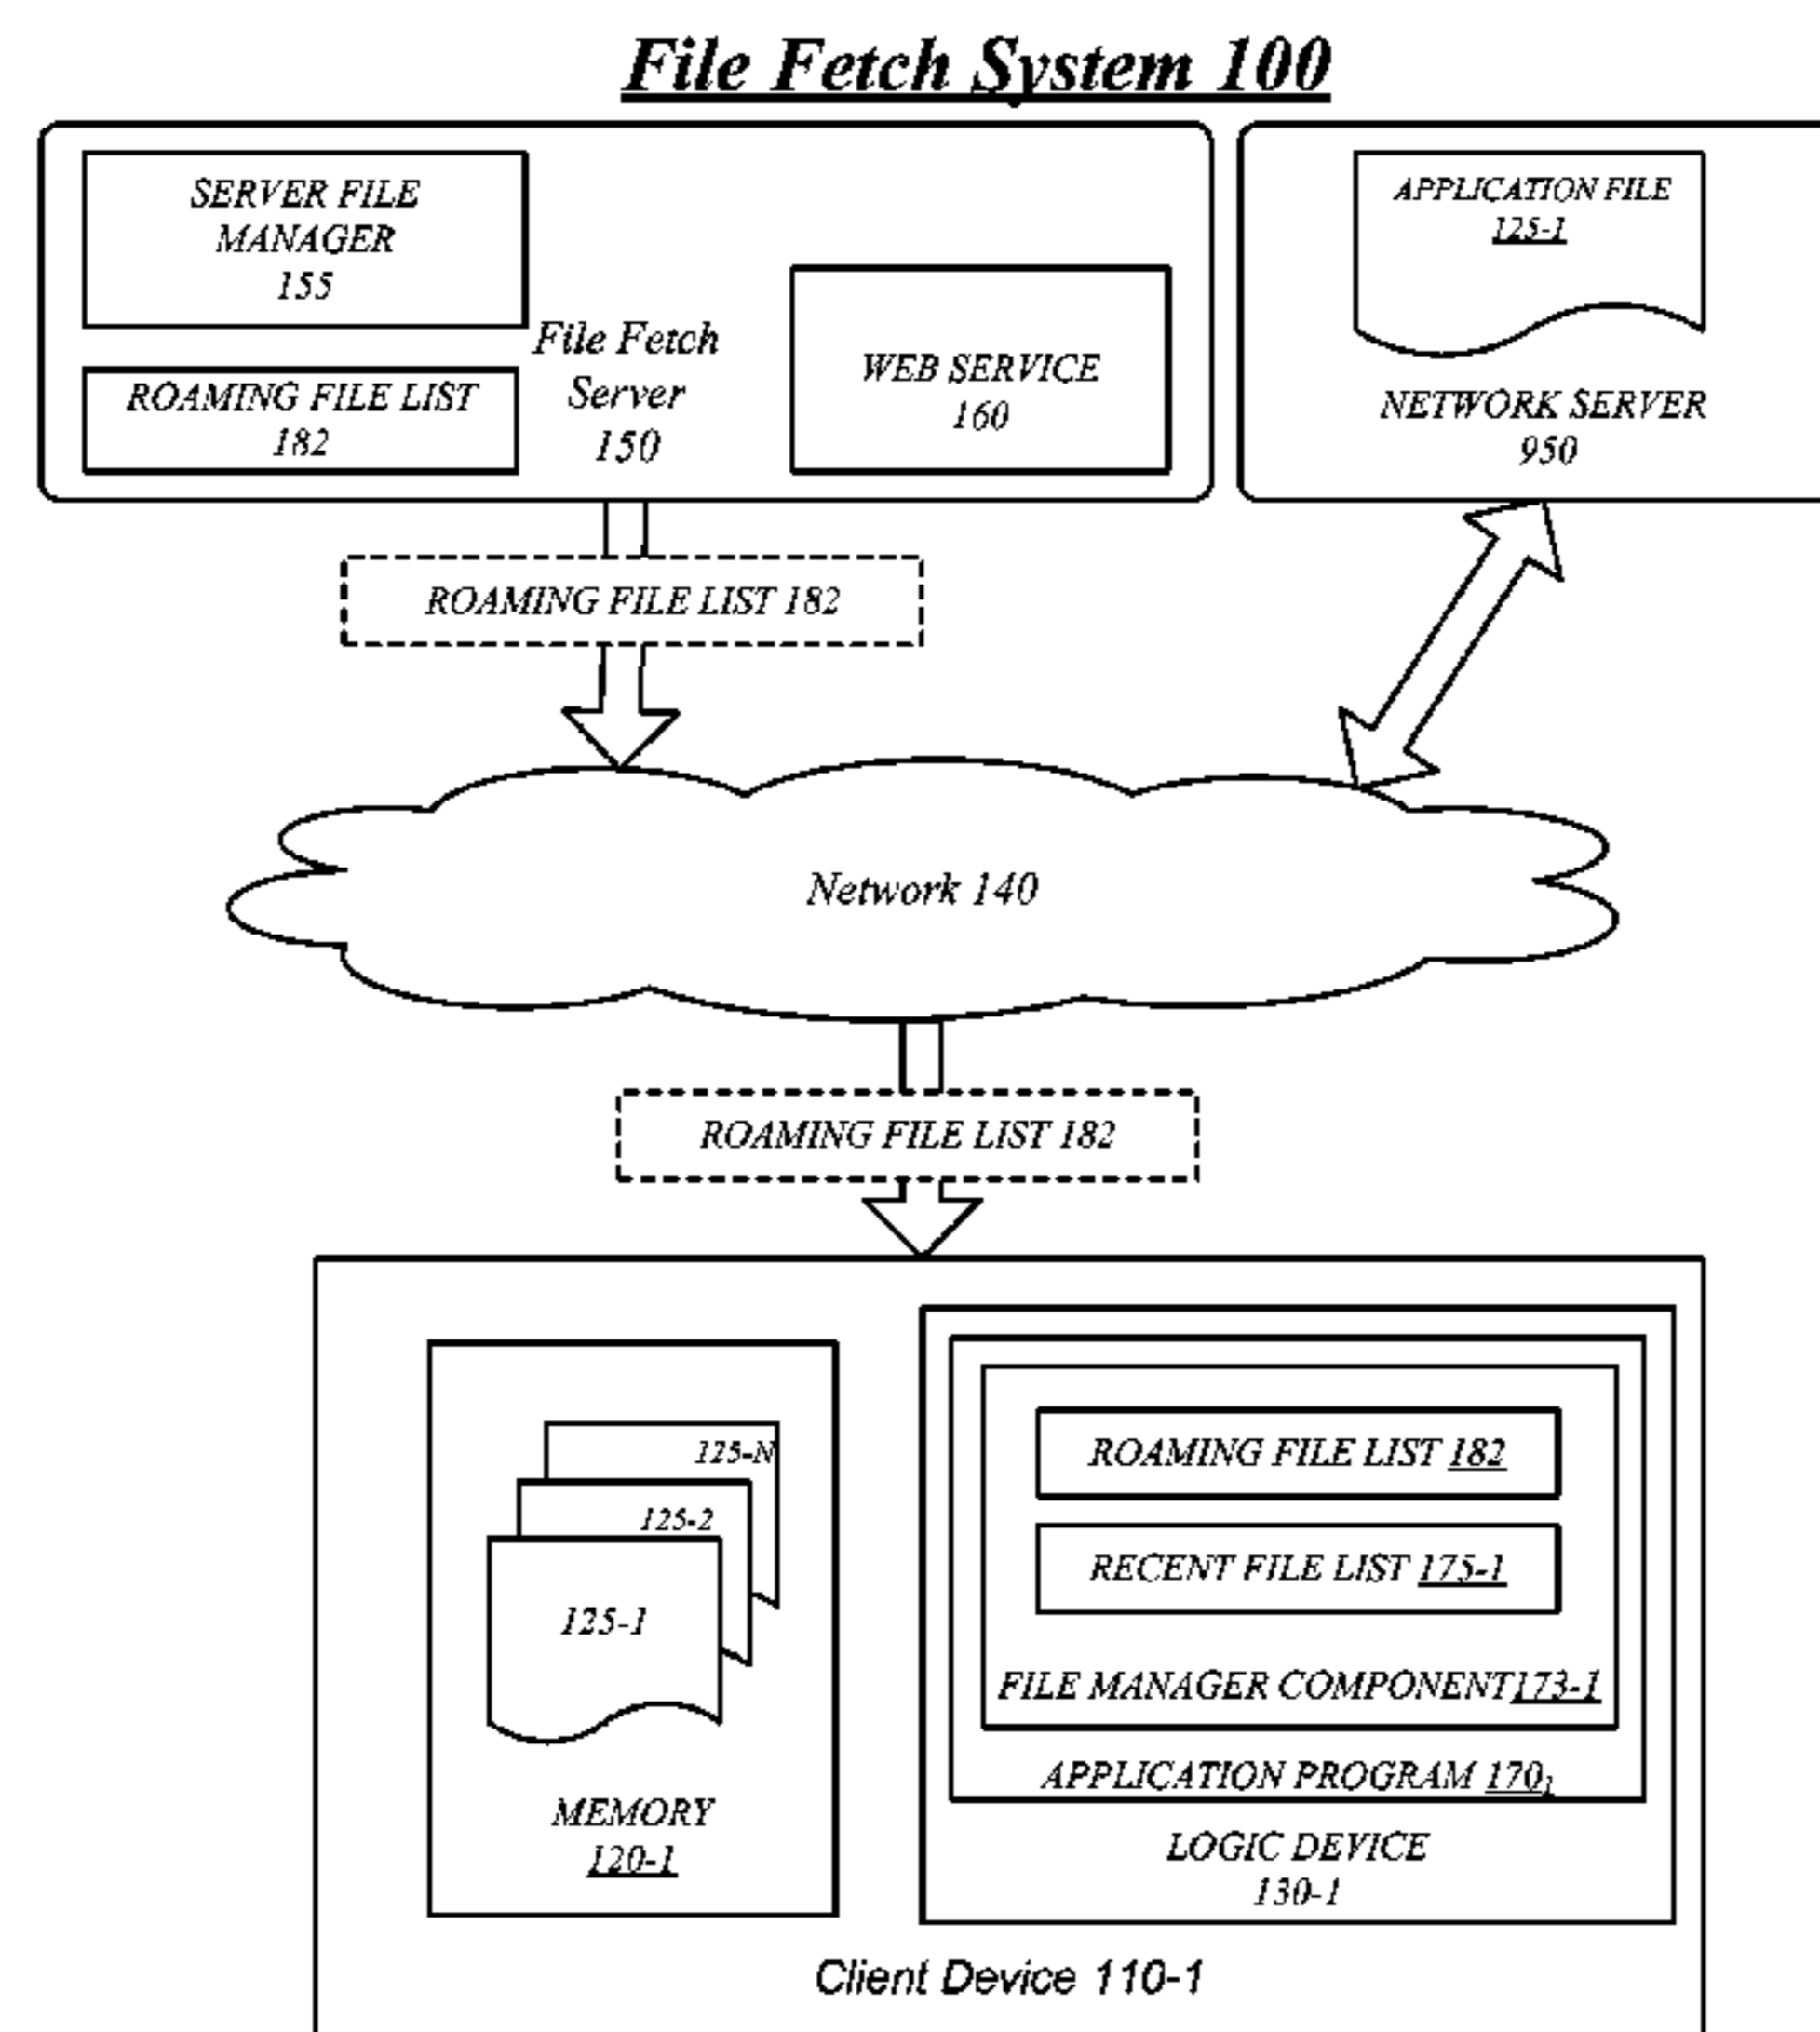 File Fetch System 100
SERVER FILE
MANAGER
155
ROAMING FILE LIST
182
File Fetch
Server
150
WEB SERVICE
160
APPLICATION FILE
125-1
NETWORK SERVER
950
ROAMING FILE LIST 182
Network 140
ROAMING FILE LIST 182
125-N
125-2
125-1
MEMORY
120-1
ROAMING FILE LIST 182
RECENT FILE LIST 175-1
FILE MANAGER COMPONENT173-1
APPLICATION PROGRAM 1701
LOGIC DEVICE
130-1
Client Device 110-1